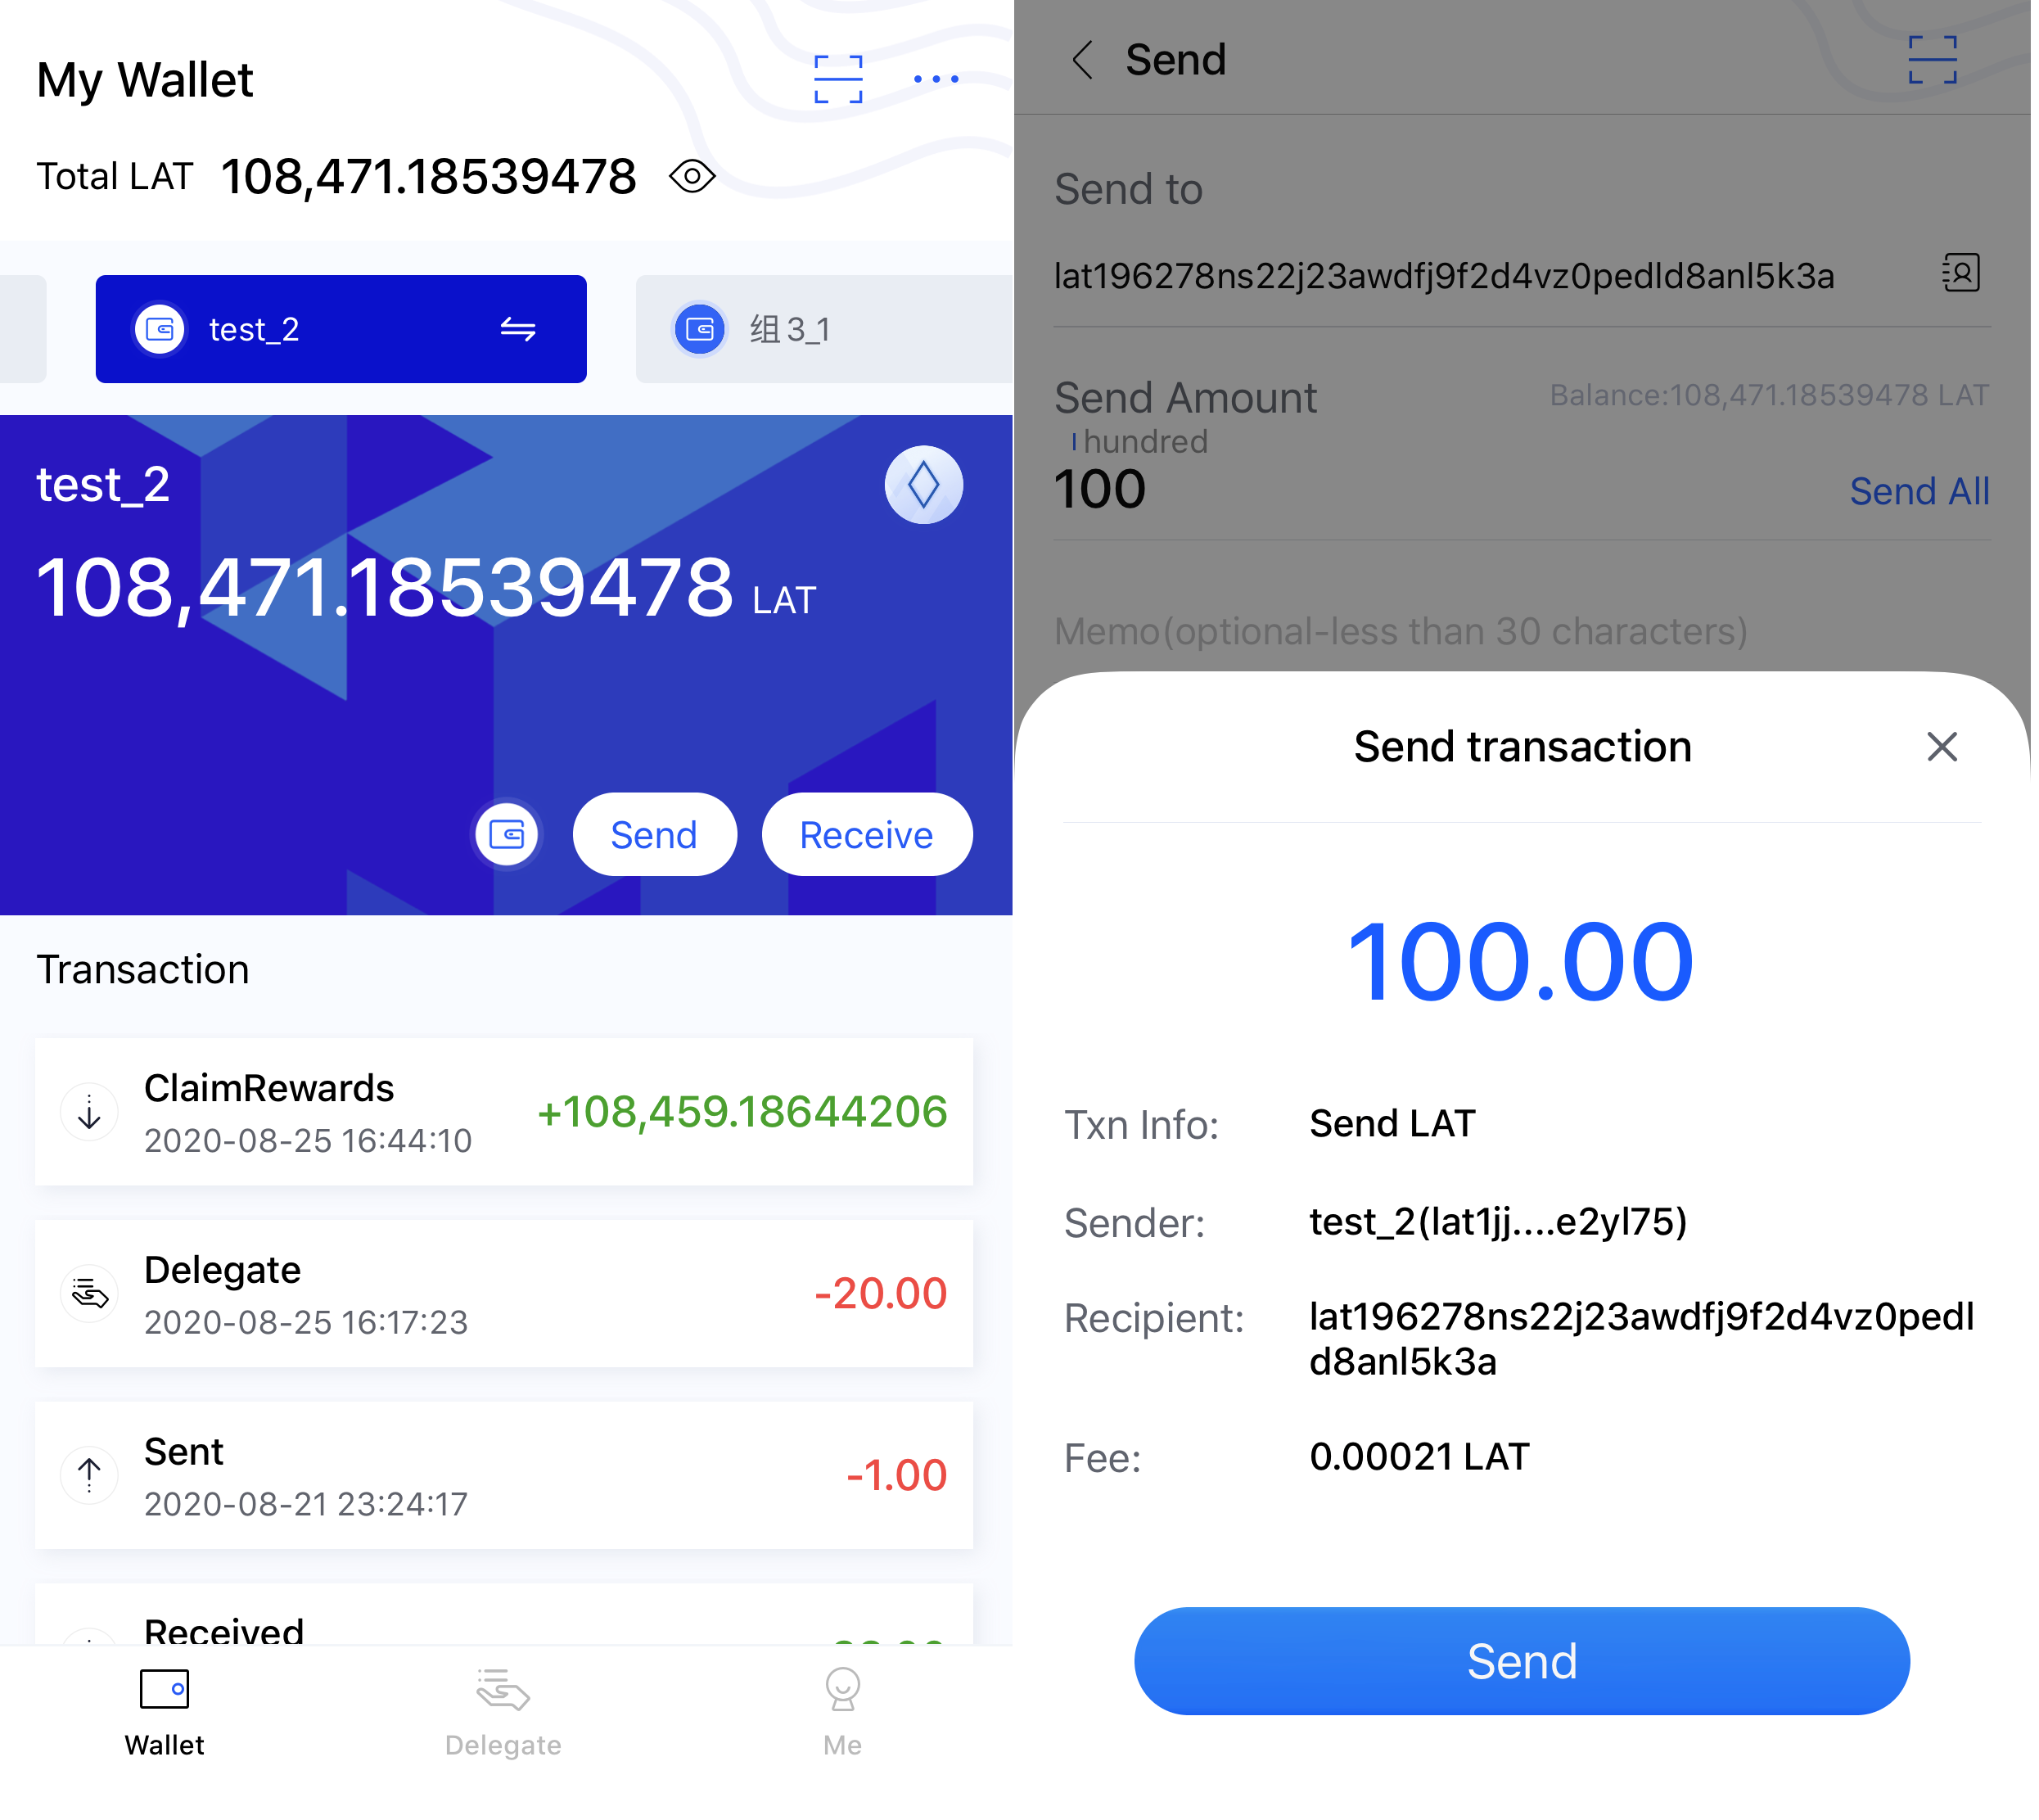 My Wallet
Total LAT 108,471.18539478
test_2
组3_1
test_2
108,471.18539478 LAT
Send
Receive
Transaction
ClaimRewards
+108,459.18644206
2020-08-25 16:44:10
Delegate
-20.00
2020-08-25 16:17:23
Sent
-1.00
2020-08-21 23:24:17
Received
Wallet
Delegate
Me
Send
Send to
lat196278ns22j23awdfj9f2d4vz0pedld8anl5k3a
Send Amount
Balance:108,471.18539478 LAT
hundred
100
Send All
Memo(optional-less than 30 characters)
Send transaction
100.00
Txn Info: Send LAT
Sender: test_2(lat1jj....e2yl75)
Recipient: lat196278ns22j23awdfj9f2d4vz0pedl
d8anl5k3a
Fee: 0.00021 LAT
Send